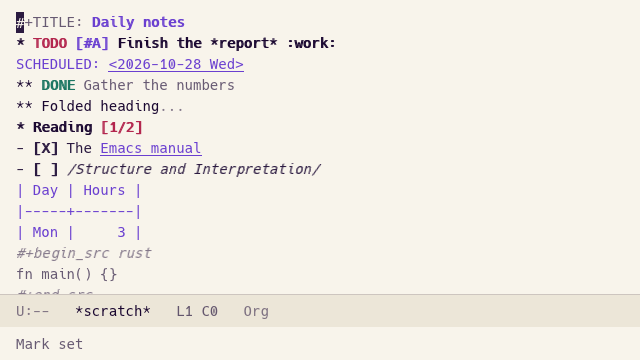 #+TITLE: Daily notes
* TODO [#A] Finish the *report* :work:
SCHEDULED: <2026-10-28 Wed>
** DONE Gather the numbers
** Folded heading...
* Reading [1/2]
- [X] The Emacs manual
- [ ] /Structure and Interpretation/
| Day | Hours |
|-----+-------|
| Mon |     3 |
#+begin_src rust
fn main() {}
#+end_src
U:--   *scratch*   L1 C0   Org
Mark set